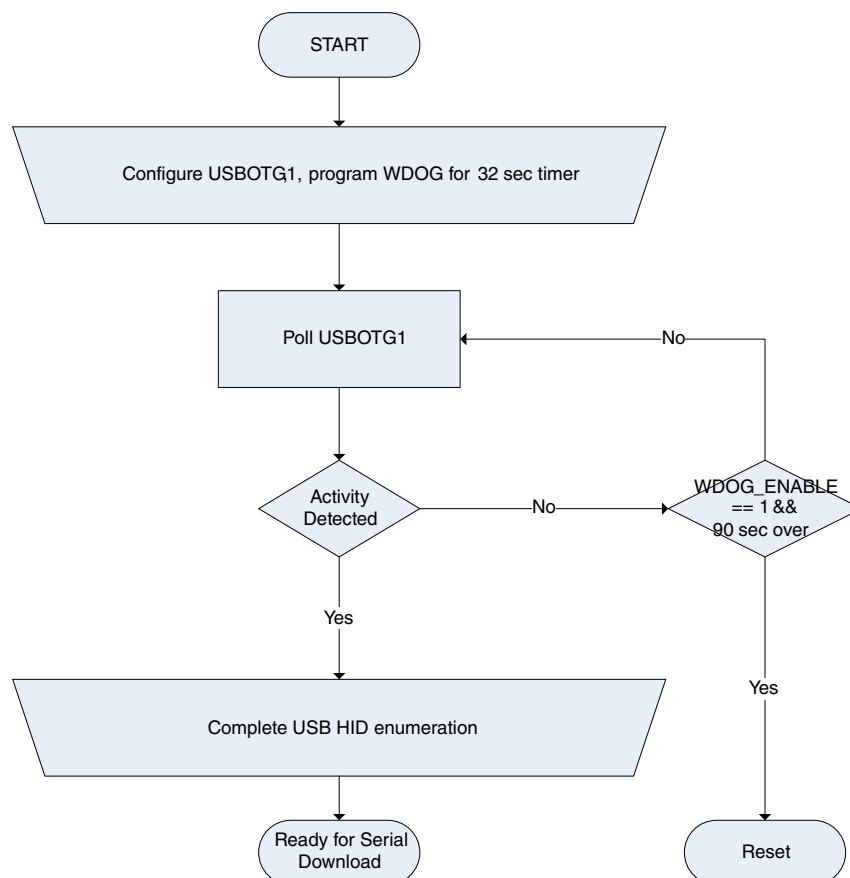 START
Configure USBOTG1, program WDOG for 32 sec timer
Poll USBOTG1
No
Activity
Detected
No
WDOG_ENABLE
== 1 &&
90 sec over
Yes
Yes
Complete USB HID enumeration
Ready for Serial
Download
Reset